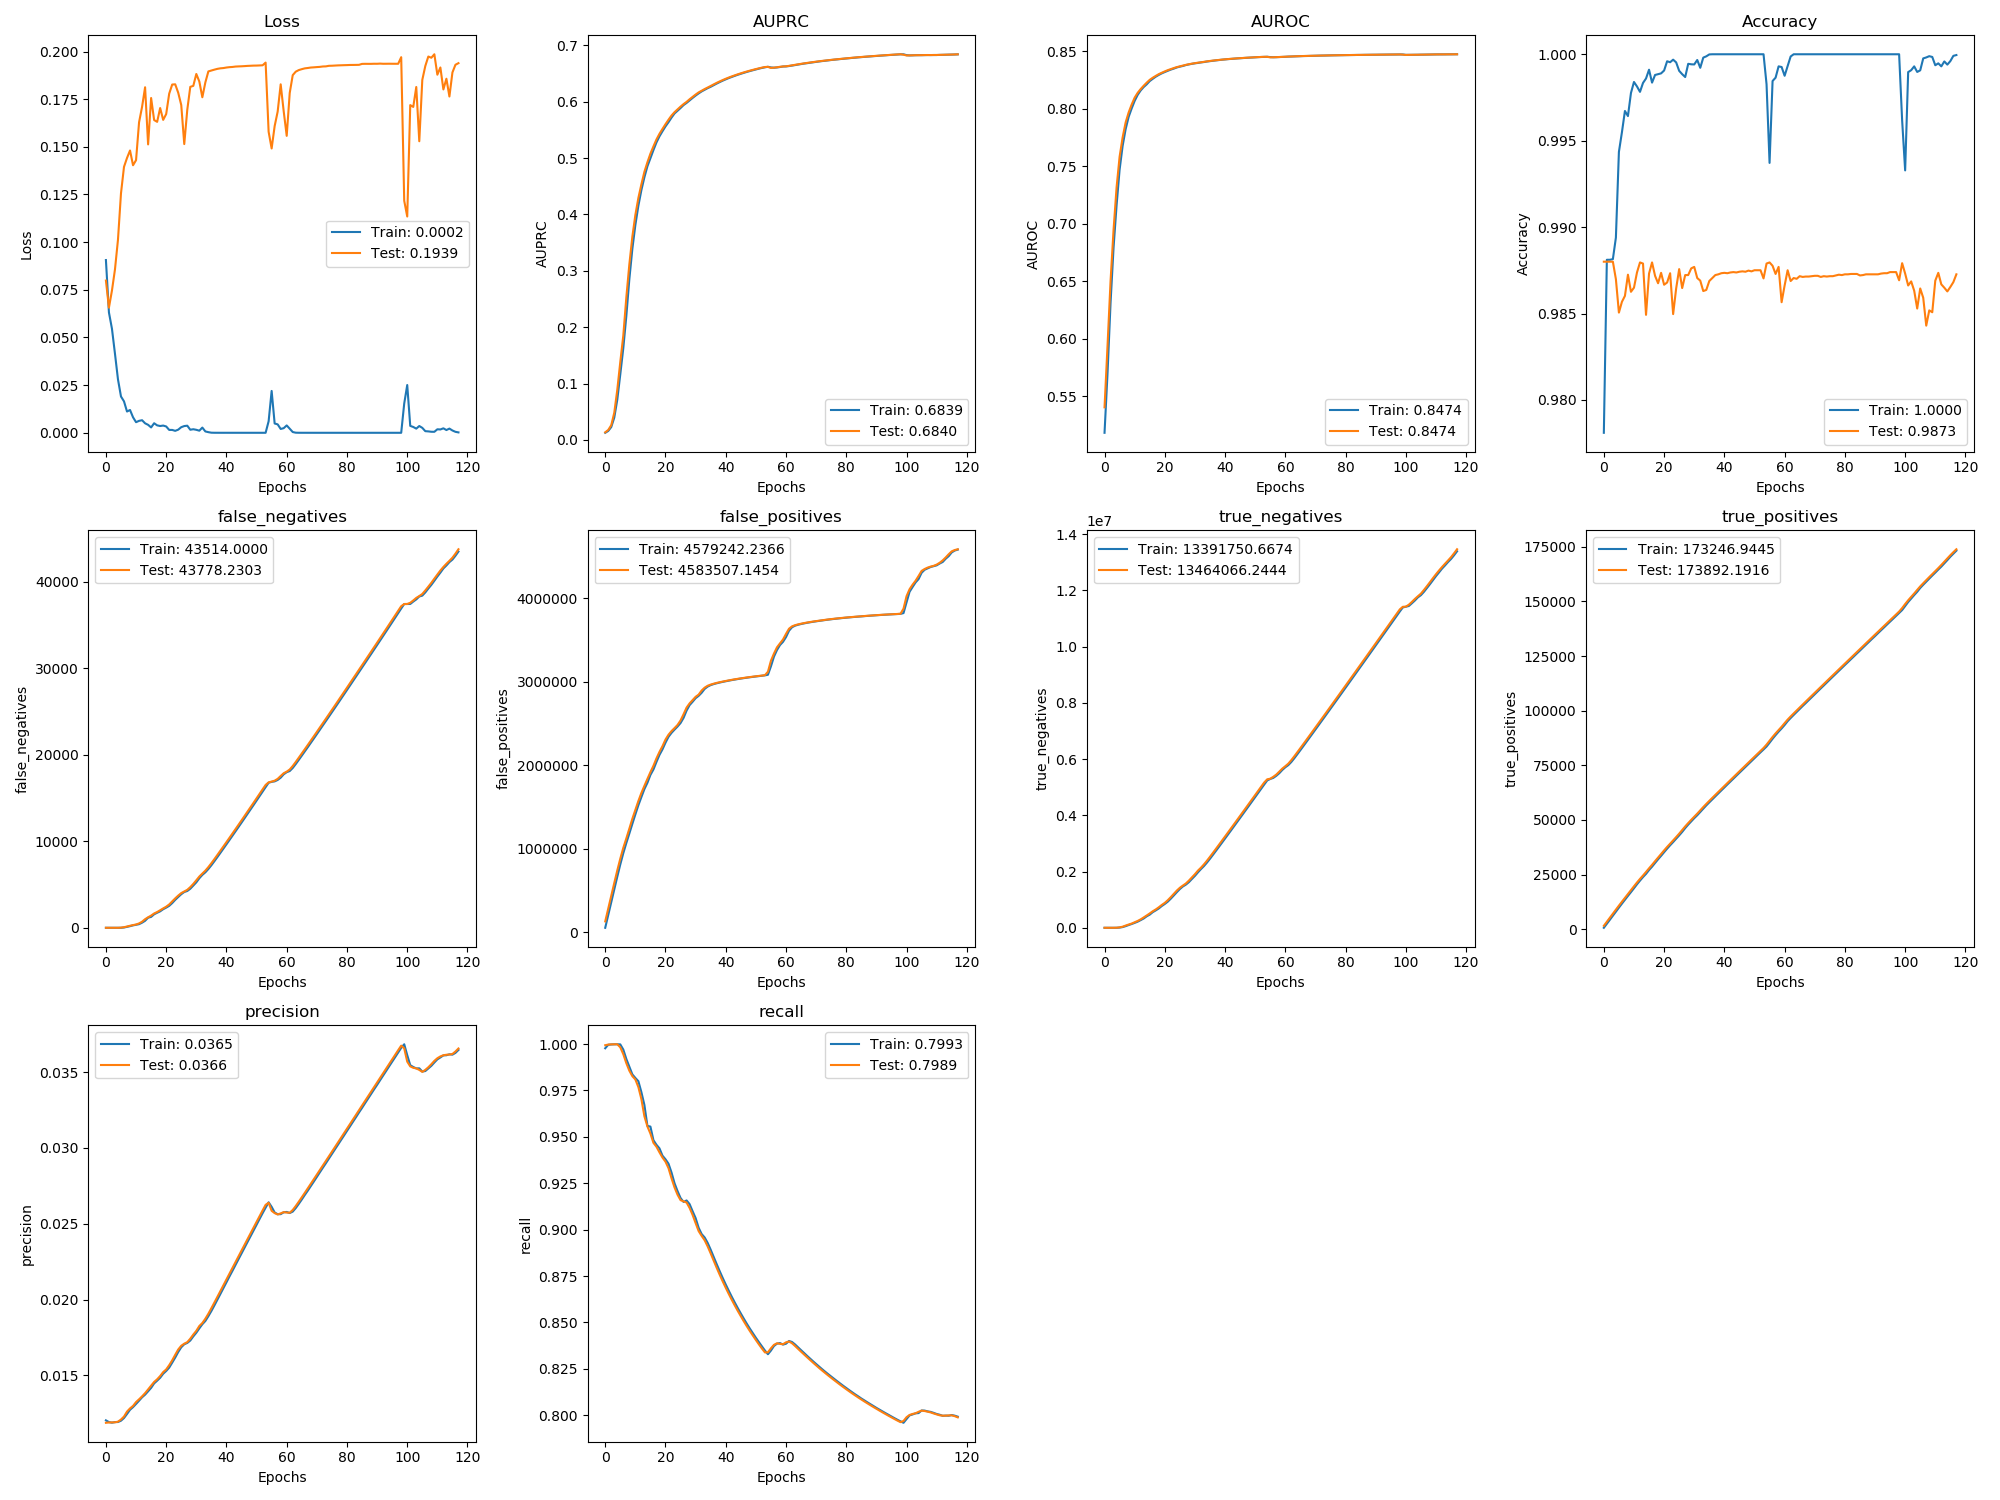 Loss
0.200
0.175
0.150
0.125
0.100
0.075
0.050
0.025
0.000
Loss
Train: 0.0002
Test: 0.1939
0 20 40 60 80 100 120
Epochs
AUPRC
0.7
0.6
0.5
0.4
0.3
0.2
0.1
0.0
AUPRC
Train: 0.6839
Test: 0.6840
0 20 40 60 80 100 120
Epochs
AUROC
0.85
0.80
0.75
0.70
0.65
0.60
0.55
AUROC
Train: 0.8474
Test: 0.8474
0 20 40 60 80 100 120
Epochs
Accuracy
1.000
0.995
0.990
0.985
0.980
Accuracy
Train: 1.0000
Test: 0.9873
0 20 40 60 80 100 120
Epochs
false_negatives
Train: 43514.0000
Test: 43778.2303
40000
30000
20000
10000
0
false_negatives
0 20 40 60 80 100 120
Epochs
false_positives
Train: 4579242.2366
Test: 4583507.1454
4000000
3000000
2000000
1000000
0
false_positives
0 20 40 60 80 100 120
Epochs
true_negatives
1e7
Train: 13391750.6674
Test: 13464066.2444
1.4
1.2
1.0
0.8
0.6
0.4
0.2
0.0
true_negatives
0 20 40 60 80 100 120
Epochs
true_positives
Train: 173246.9445
Test: 173892.1916
175000
150000
125000
100000
75000
50000
25000
0
true_positives
0 20 40 60 80 100 120
Epochs
precision
Train: 0.0365
Test: 0.0366
0.035
0.030
0.025
0.020
0.015
precision
0 20 40 60 80 100 120
Epochs
recall
Train: 0.7993
Test: 0.7989
1.000
0.975
0.950
0.925
0.900
0.875
0.850
0.825
0.800
recall
0 20 40 60 80 100 120
Epochs